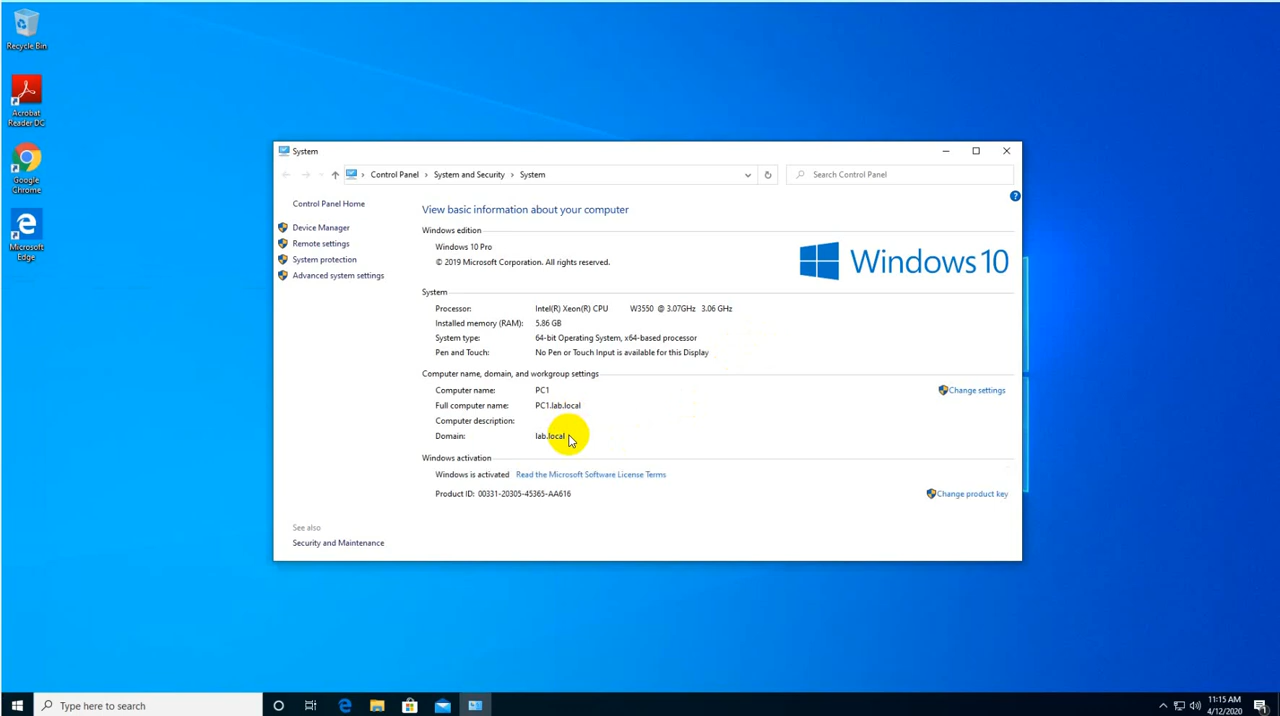 Recycle Bin
Acrobat
Reader DC
Google
Chrome
Microsoft
Edge
System
Control Panel
System and Security
System
Search Control Panel
Control Panel Home
Device Manager
Remote settings
System protection
Advanced system settings
See also
Security and Maintenance
View basic information about your computer
Windows edition
Windows 10 Pro
© 2019 Microsoft Corporation. All rights reserved.
Windows 10
System
Processor: Intel(R) Xeon(R) CPU W3550 @ 3.07GHz 3.06 GHz
Installed memory (RAM): 5.86 GB
System type: 64-bit Operating System, x64-based processor
Pen and Touch: No Pen or Touch Input is available for this Display
Computer name, domain, and workgroup settings
Computer name: PC1
Change settings
Full computer name: PC1.lab.local
Computer description:
Domain: lab.local
Windows activation
Windows is activated Read the Microsoft Software License Terms
Product ID: 00331-20305-45365-AA616
Change product key
Type here to search
11:15 AM
4/12/2020
1